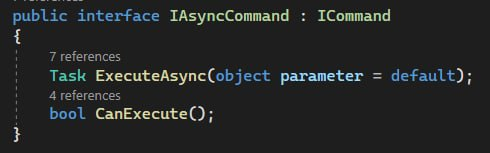 public interface IAsyncCommand : ICommand
{
7 references
Task ExecuteAsync(object parameter = default);
4 references
bool CanExecute();
}